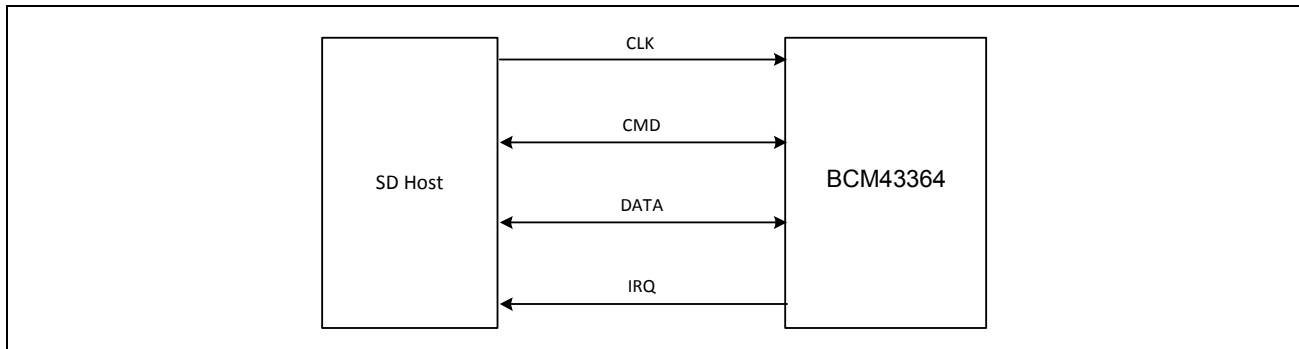 CLK
CMD
SD Host
BCM43364
DATA
IRQ